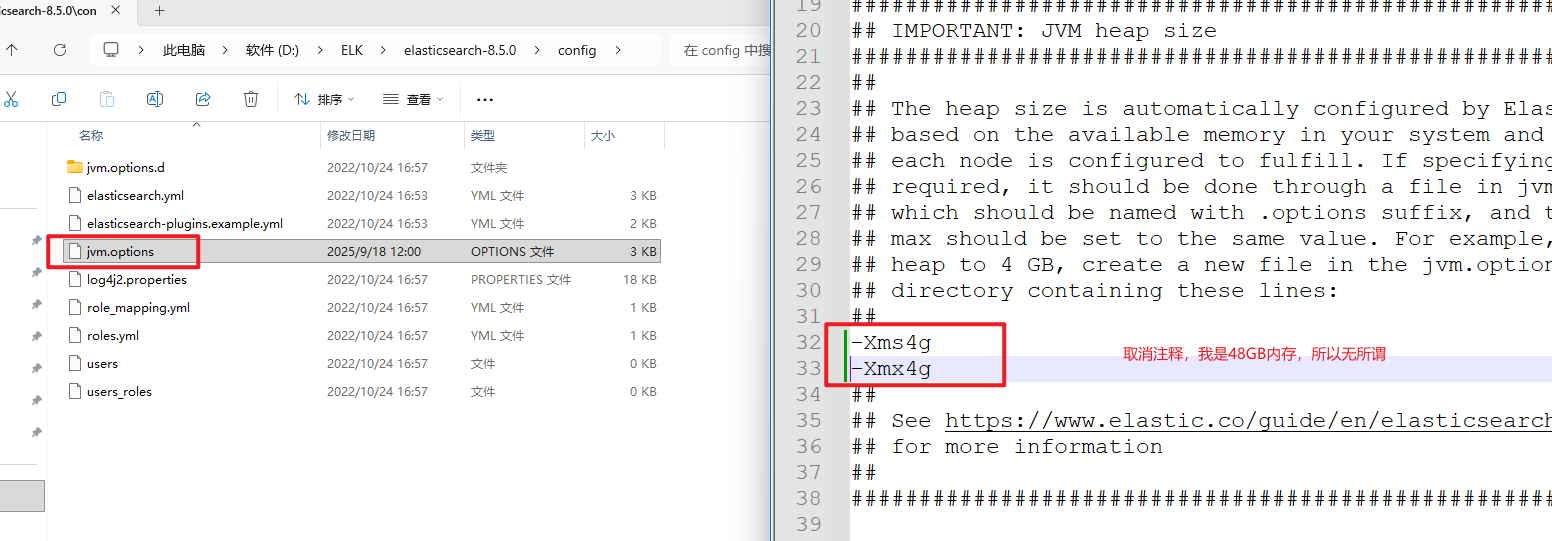 ticsearch-8.5.0\con
此电脑 软件 (D:) ELK elasticsearch-8.5.0 config 在 config 中搜
排序 查看
名称 修改日期 类型 大小
jvm.options.d 2022/10/24 16:57 文件夹
elasticsearch.yml 2022/10/24 16:53 YML 文件 3 KB
elasticsearch-plugins.example.yml 2022/10/24 16:53 YML 文件 2 KB
jvm.options 2025/9/18 12:00 OPTIONS 文件 3 KB
log4j2.properties 2022/10/24 16:57 PROPERTIES 文件 18 KB
role_mapping.yml 2022/10/24 16:57 YML 文件 1 KB
roles.yml 2022/10/24 16:57 YML 文件 1 KB
users 2022/10/24 16:57 文件 0 KB
users_roles 2022/10/24 16:57 文件 0 KB
19 ####################################################
20 ## IMPORTANT: JVM heap size
21 ####################################################
22 ##
23 ## The heap size is automatically configured by Elas
24 ## based on the available memory in your system and
25 ## each node is configured to fulfill. If specifying
26 ## required, it should be done through a file in jvm
27 ## which should be named with .options suffix, and t
28 ## max should be set to the same value. For example,
29 ## heap to 4 GB, create a new file in the jvm.option
30 ## directory containing these lines:
31 ##
32 -Xms4g
33 -Xmx4g
取消注释，我是48GB内存，所以无所谓
34 ##
35 ## See https://www.elastic.co/guide/en/elasticsearch
36 ## for more information
37 ##
38 ####################################################
39